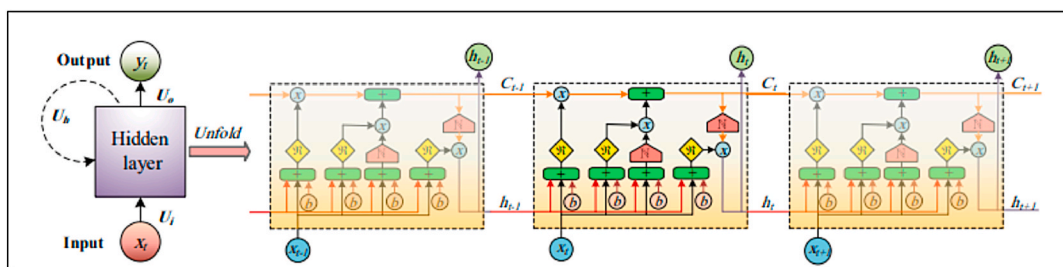 Output
y_t
U_o
U_h
Hidden
layer
Unfold
U_i
Input
x_t
h_{t-1}
h_t
h_{t+1}
C_{t-1}
C_t
C_{t+1}
x + N
x
ℜ ℜ N ℜ x
+ + + +
b b b b
h_{t-1}
x_{t-1}
x + N
x
ℜ ℜ N ℜ x
+ + + +
b b b b
h_t
x_t
x + N
x
ℜ ℜ N ℜ x
+ + + +
b b b b
h_{t+1}
x_{t+1}